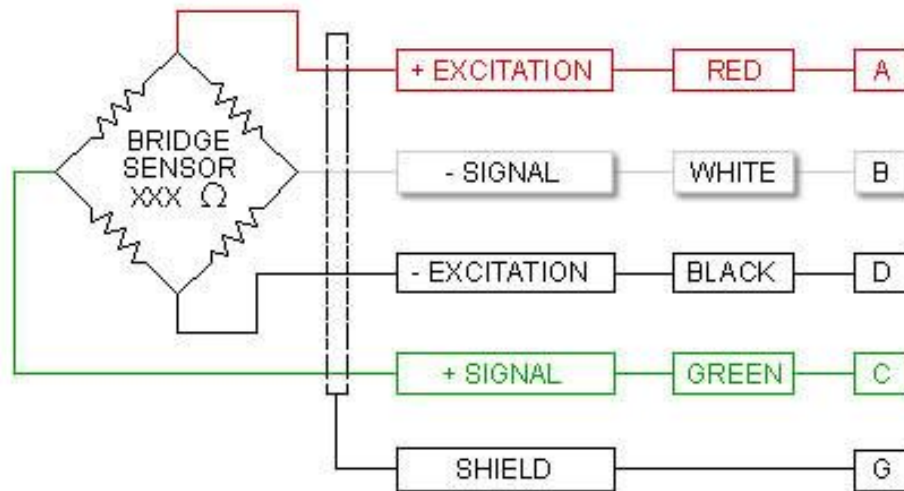 + EXCITATION RED A
BRIDGE
SENSOR
XXX Ω
- SIGNAL WHITE B
- EXCITATION BLACK D
+ SIGNAL GREEN C
SHIELD G